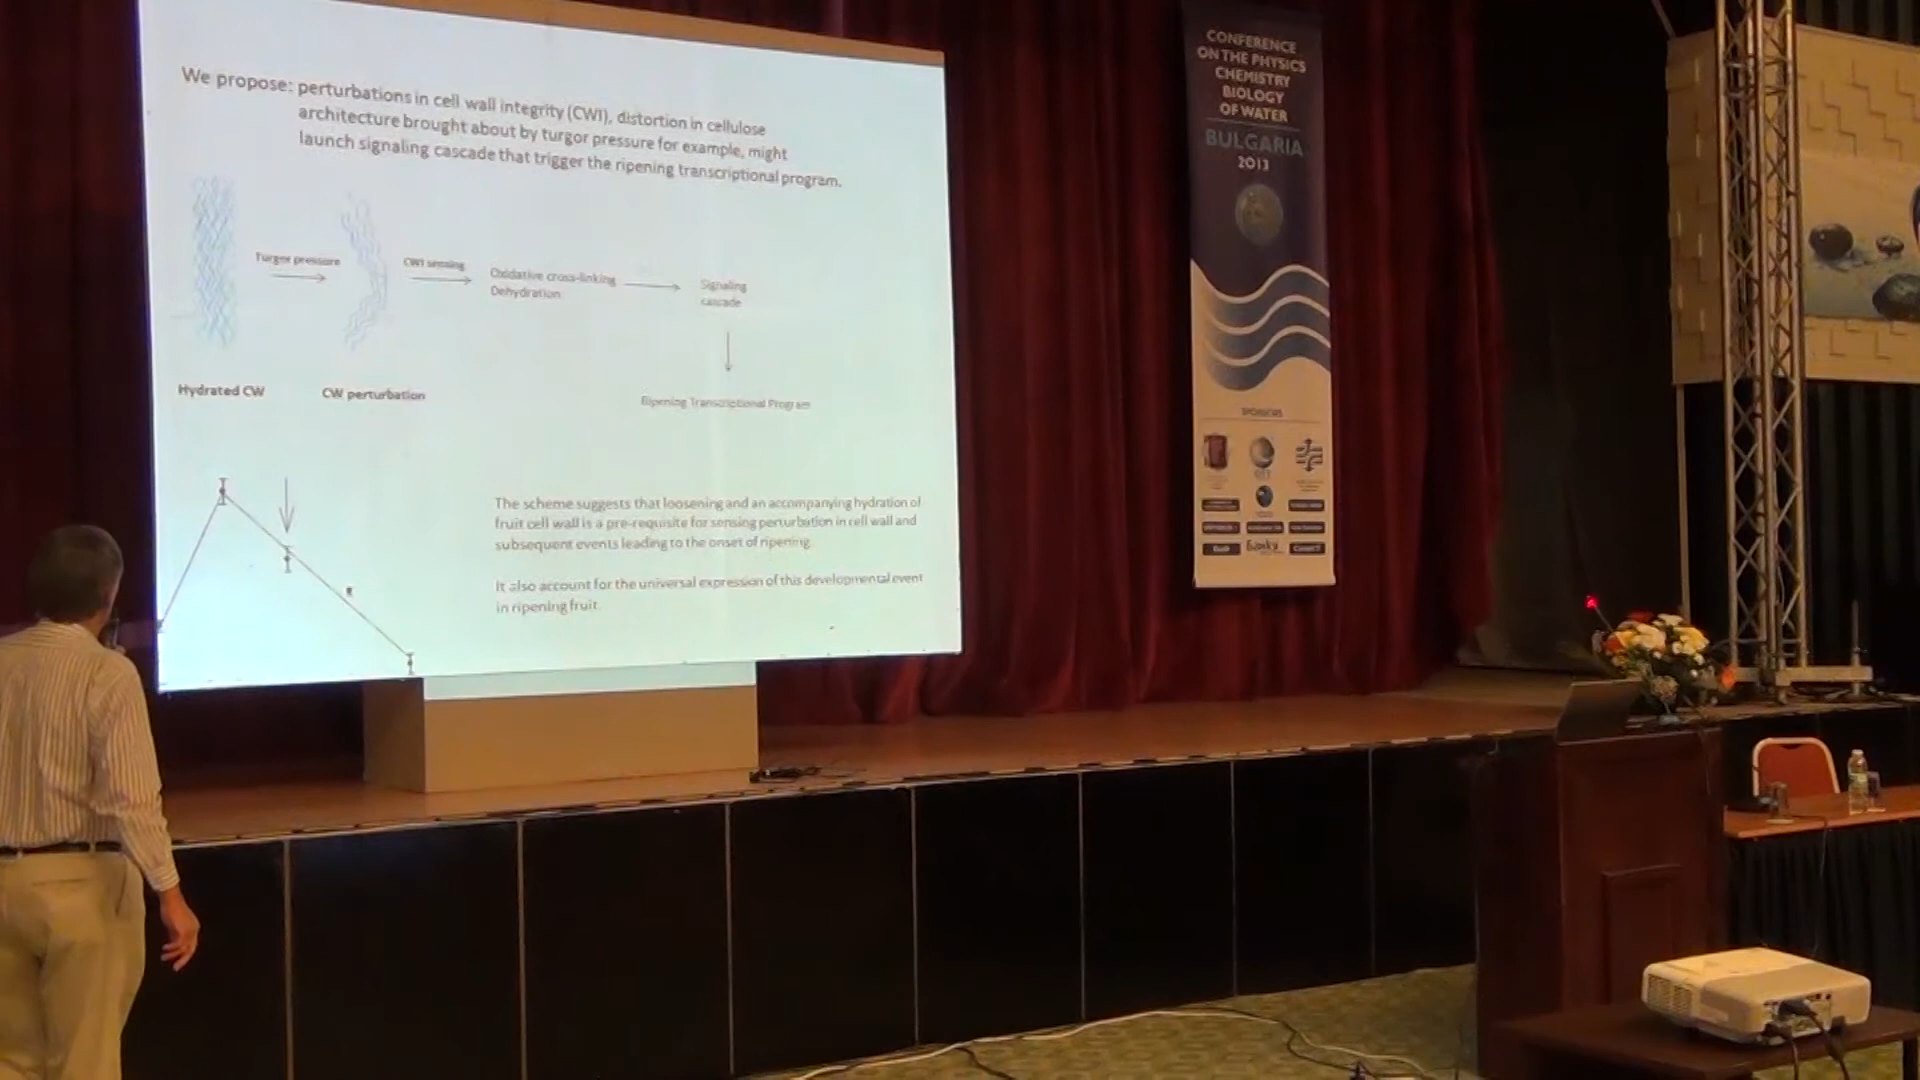 We propose: perturbations in cell wall integrity (CWI), distortion in cellulose
architecture brought about by turgor pressure for example, might
launch signaling cascade that trigger the ripening transcriptional program.
Turgor pressure
CWI sensing
Oxidative cross-linking
Dehydration
Signaling
cascade
Hydrated CW
CW perturbation
Ripening Transcriptional Program
The scheme suggests that loosening and an accompanying hydration of
fruit cell wall is a pre-requisite for sensing perturbation in cell wall and
subsequent events leading to the onset of ripening.
It also account for the universal expression of this developmental event
in ripening fruit.
CONFERENCE
ON THE PHYSICS
CHEMISTRY
BIOLOGY
OF WATER
BULGARIA
2013
SPONSORS